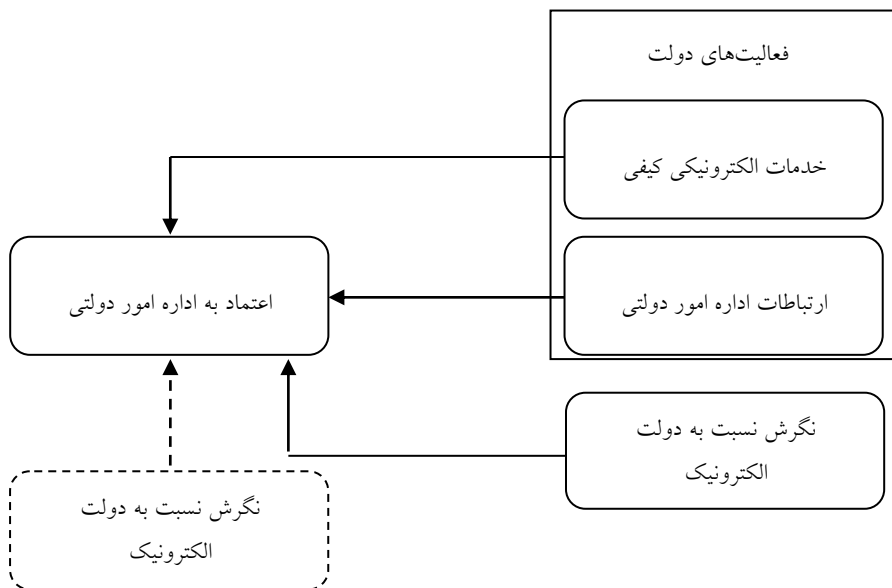 فعالیت‌های دولت
خدمات الکترونیکی کیفی
اعتماد به اداره امور دولتی
ارتباطات اداره امور دولتی
نگرش نسبت به دولت
الکترونیک
نگرش نسبت به دولت
الکترونیک